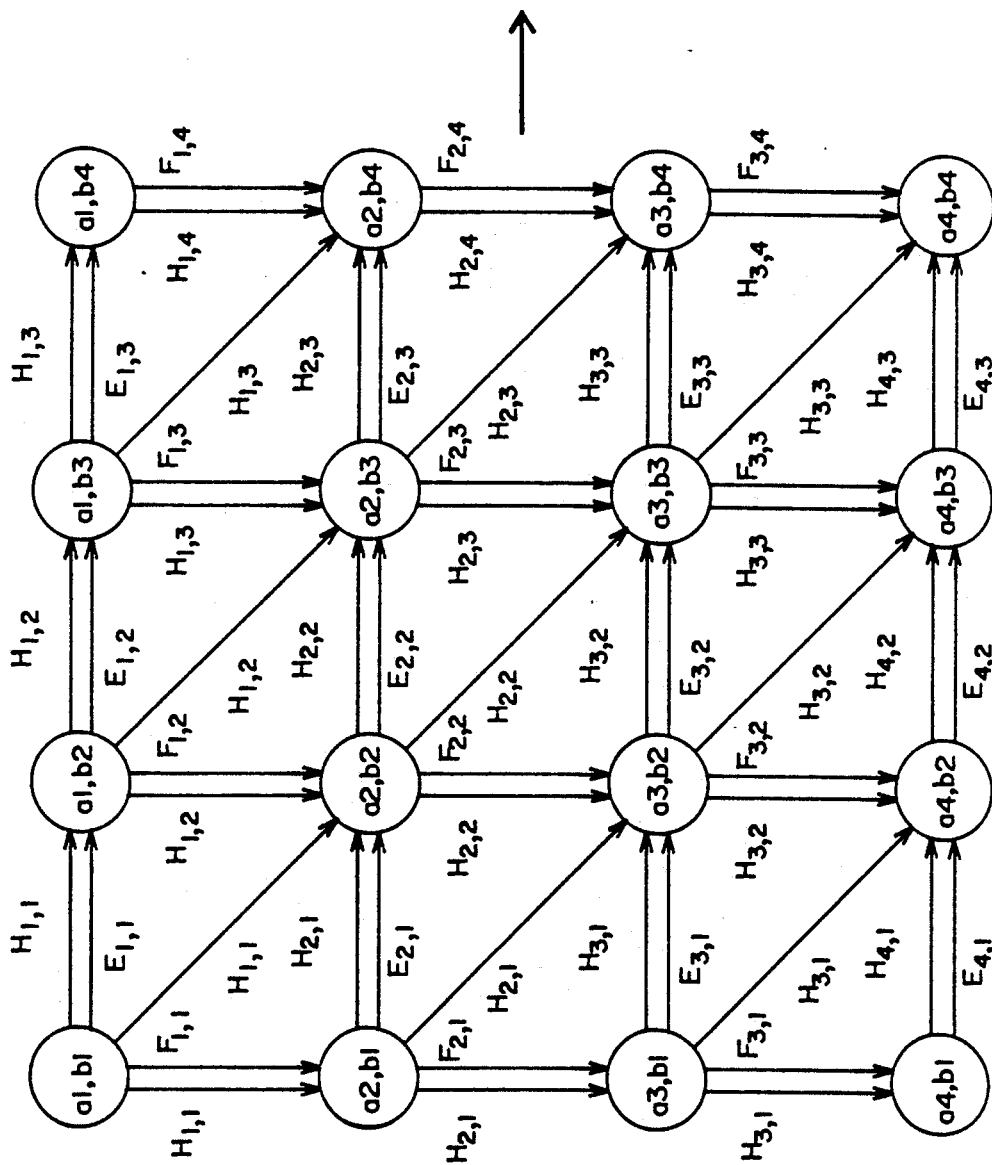 H1,1 H1,2 H1,3
a1,b1 a1,b2 a1,b3 a1,b4
E1,1 E1,2 E1,3
H1,1 F1,1 H1,2 F1,2 H1,3 F1,3 H1,4 F1,4
H1,1 H1,2 H1,3
H2,1 H2,2 H2,3
a2,b1 a2,b2 a2,b3 a2,b4
E2,1 E2,2 E2,3
H2,1 F2,1 H2,2 F2,2 H2,3 F2,3 H2,4 F2,4
H2,1 H2,2 H2,3
H3,1 H3,2 H3,3
a3,b1 a3,b2 a3,b3 a3,b4
E3,1 E3,2 E3,3
H3,1 F3,1 H3,2 F3,2 H3,3 F3,3 H3,4 F3,4
H3,1 H3,2 H3,3
H4,1 H4,2 H4,3
a4,b1 a4,b2 a4,b3 a4,b4
E4,1 E4,2 E4,3